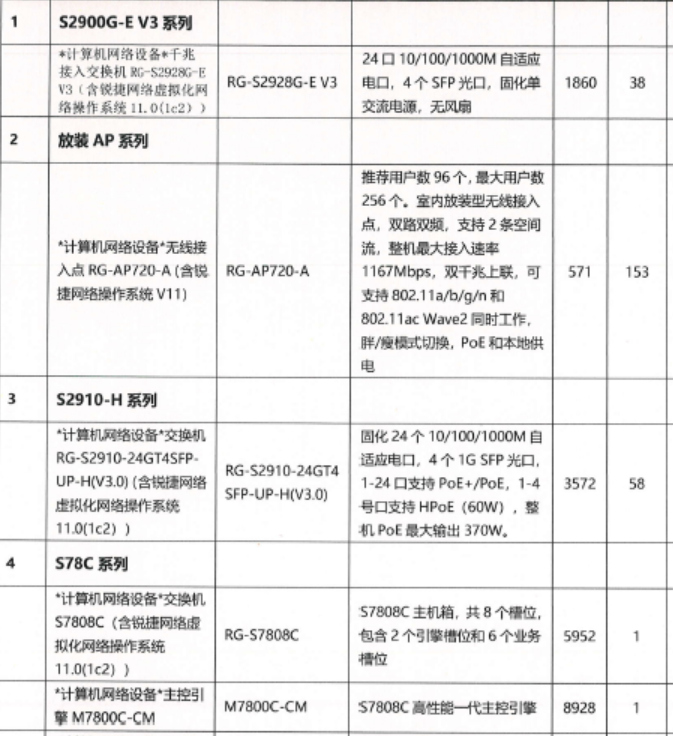 1 S2900G-E V3 系列
*计算机网络设备*千兆
接入交换机 RG-S2928G-E
V3（含锐捷网络虚拟化网
络操作系统 11.0(1c2)）
RG-S2928G-E V3
24 口 10/100/1000M 自适应
电口，4 个 SFP 光口，固化单
交流电源，无风扇
1860
38
2 放装 AP 系列
*计算机网络设备*无线接
入点 RG-AP720-A (含锐
捷网络操作系统 V11)
RG-AP720-A
推荐用户数 96 个，最大用户数
256 个。室内放装型无线接入
点，双路双频，支持 2 条空间
流，整机最大接入速率
1167Mbps，双千兆上联，可
支持 802.11a/b/g/n 和
802.11ac Wave2 同时工作，
胖/瘦模式切换，PoE 和本地供
电
571
153
3 S2910-H 系列
*计算机网络设备*交换机
RG-S2910-24GT4SFP-
UP-H(V3.0) (含锐捷网络
虚拟化网络操作系统
11.0(1c2)）)
RG-S2910-24GT4
SFP-UP-H(V3.0)
固化 24 个 10/100/1000M 自
适应电口，4 个 1G SFP 光口，
1-24 口支持 PoE+/PoE，1-4
号口支持 HPoE（60W），整
机 PoE 最大输出 370W。
3572
58
4 S78C 系列
*计算机网络设备*交换机
S7808C（含锐捷网络虚
拟化网络操作系统
11.0(1c2)））
RG-S7808C
S7808C 主机箱，共 8 个槽位，
包含 2 个引擎槽位和 6 个业务
槽位
5952
1
*计算机网络设备*主控引
擎 M7800C-CM
M7800C-CM
S7808C 高性能一代主控引擎
8928
1